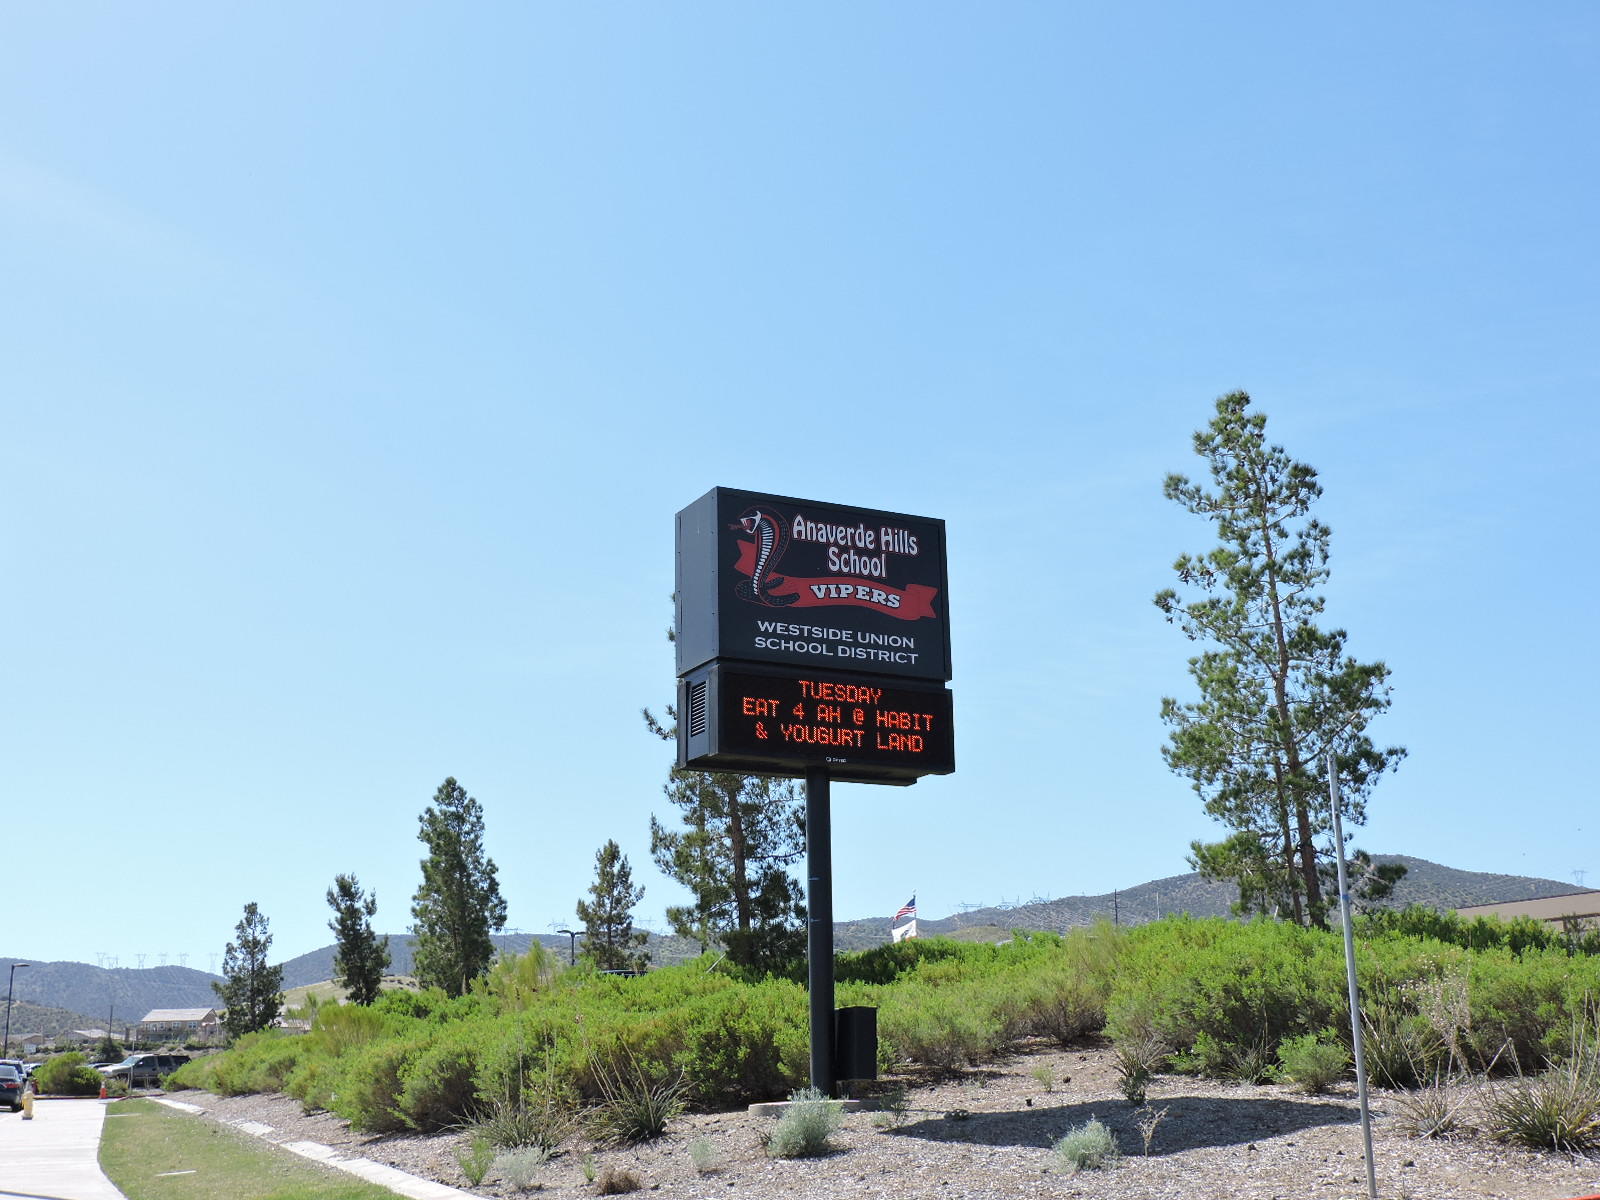 Anaverde Hills
School
VIPERS
WESTSIDE UNION
SCHOOL DISTRICT
TUESDAY
EAT 4 AH @ HABIT
& YOUGURT LAND